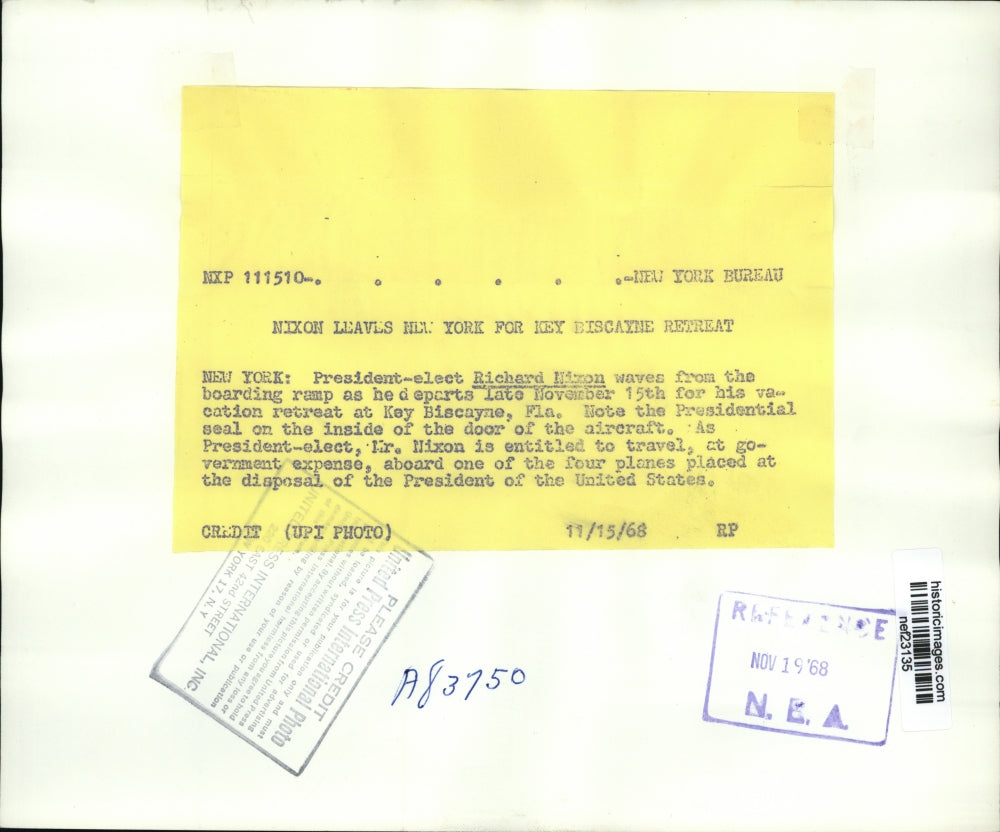 NXP 111510-. . . . . .-NEW YORK BUREAU
NIXON LEAVES NEW YORK FOR KEY BISCAYNE RETREAT
NEW YORK: President-elect Richard Nixon waves from the
boarding ramp as he d eparts late November 15th for his va-
cation retreat at Key Biscayne, Fla. Note the Presidential
seal on the inside of the door of the aircraft. As
President-elect, Mr. Nixon is entitled to travel, at go-
vernment expense, aboard one of the four planes placed at
the disposal of the President of the United States.
CREDIT (UPI PHOTO) 11/15/68 RP
PLEASE CREDIT
United Press International Photo
220 EAST 42nd STREET
YORK 17, N. Y.
A83750
REFERENCE
NOV 19 '68
N. E. A.
historicimages.com
nef23135